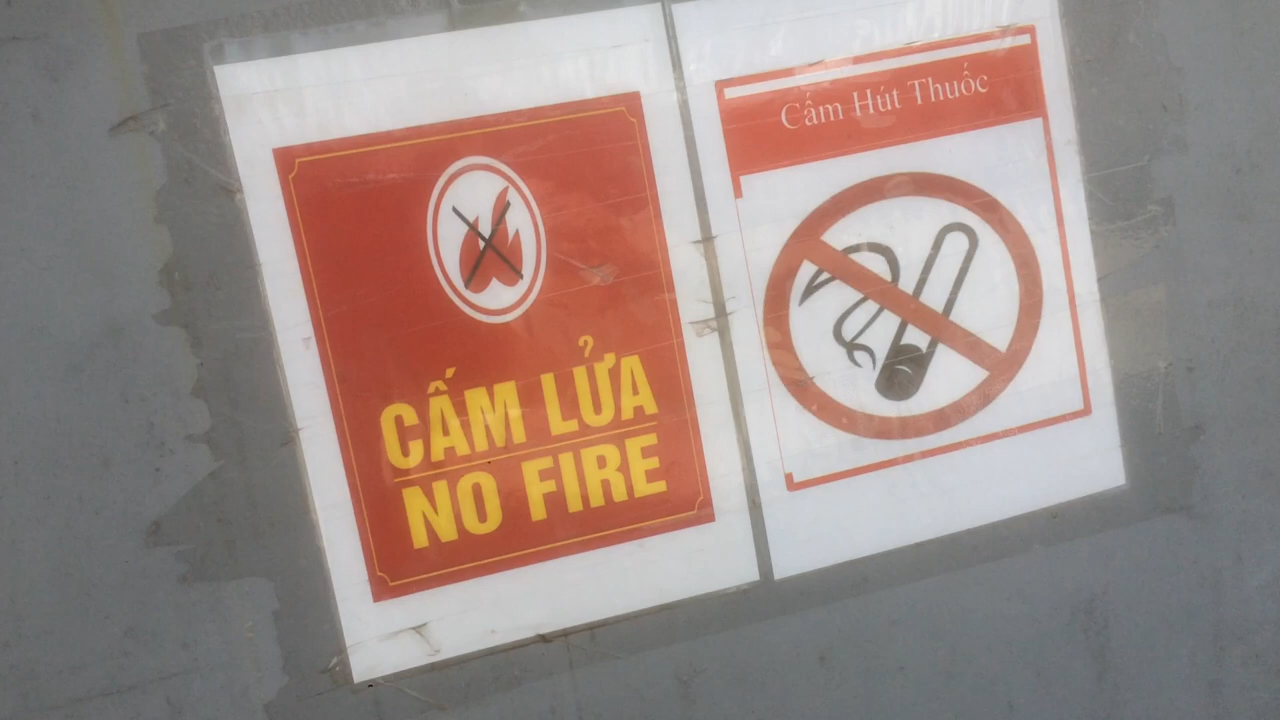 CẤM LỬA
NO FIRE
Cấm Hút Thuốc